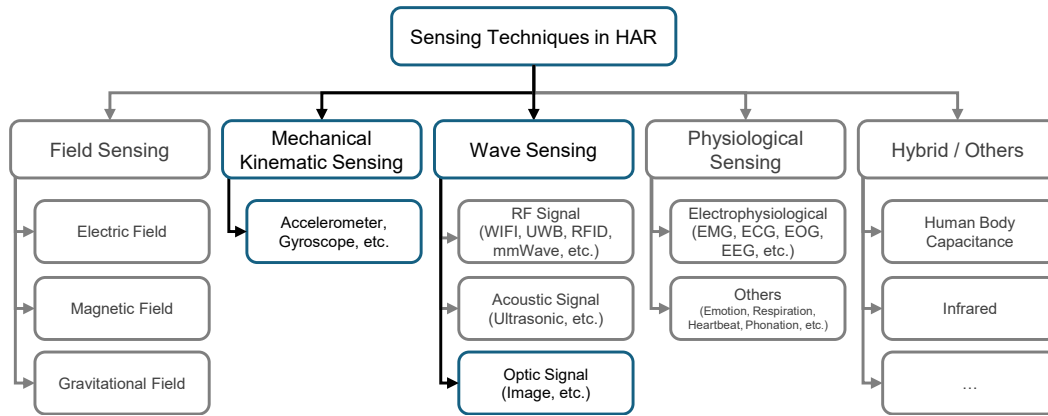 Sensing Techniques in HAR
Field Sensing
Mechanical
Kinematic Sensing
Wave Sensing
Physiological
Sensing
Hybrid / Others
Electric Field
Magnetic Field
Gravitational Field
Accelerometer,
Gyroscope, etc.
RF Signal
(WIFI, UWB, RFID,
mmWave, etc.)
Acoustic Signal
(Ultrasonic, etc.)
Optic Signal
(Image, etc.)
Electrophysiological
(EMG, ECG, EOG,
EEG, etc.)
Others
(Emotion, Respiration,
Heartbeat, Phonation, etc.)
Human Body
Capacitance
Infrared
...